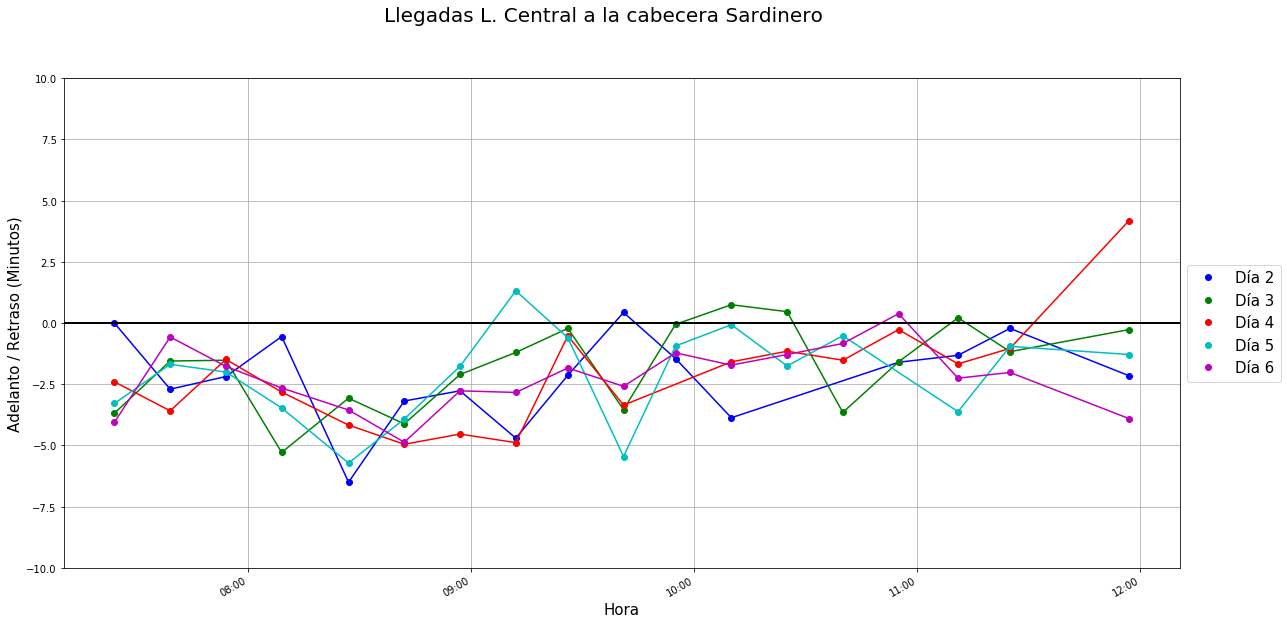 Llegadas L. Central a la cabecera Sardinero
Adelanto / Retraso (Minutos)
10.0
7.5
5.0
2.5
0.0
−2.5
−5.0
−7.5
−10.0
08:00
09:00
10:00
11:00
12:00
Hora
Día 2
Día 3
Día 4
Día 5
Día 6